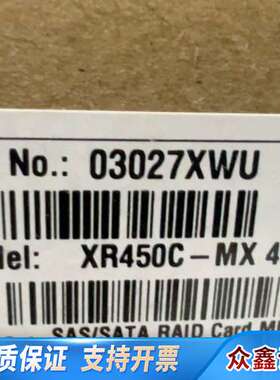 No.: 03027XWU
del: XR450C-MX 4
SAS/SATA RAID Card
品质保证 支持开票
众鑫